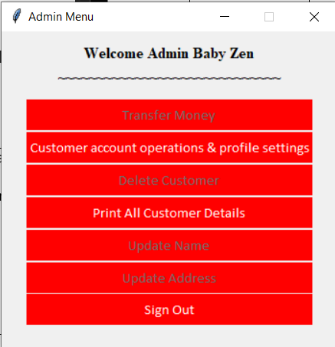 Admin Menu
Welcome Admin Baby Zen
~~~~~~~~~~~~~~~~~~~~~~~~~~~~
Transfer Money
Customer account operations & profile settings
Delete Customer
Print All Customer Details
Update Name
Update Address
Sign Out